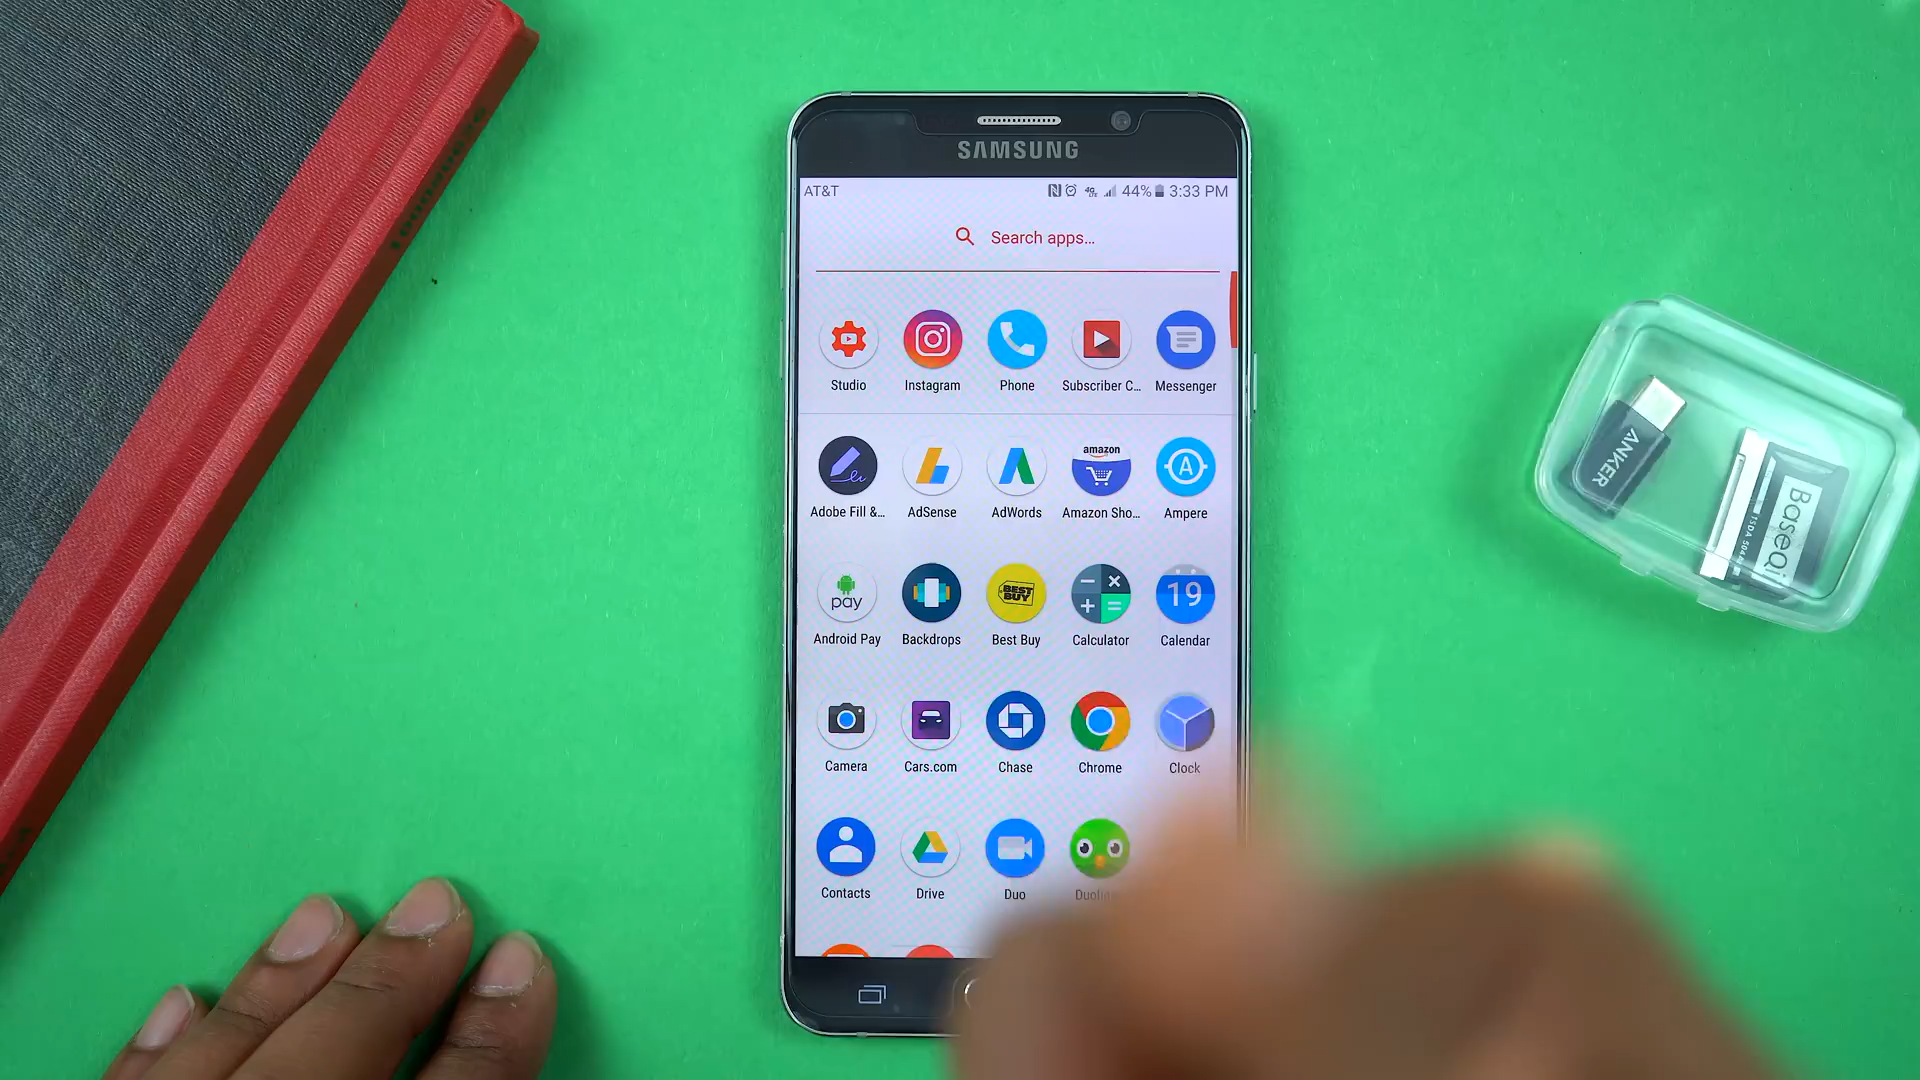 SAMSUNG
AT&T 4G LTE 44% 3:33 PM
Search apps...
Studio Instagram Phone Subscriber C... Messenger
amazon
A
Adobe Fill &... AdSense AdWords Amazon Sho... Ampere
pay
BEST BUY
19
Android Pay Backdrops Best Buy Calculator Calendar
Camera Cars.com Chase Chrome Clock
Contacts Drive Duo
ANKER
BaseQi